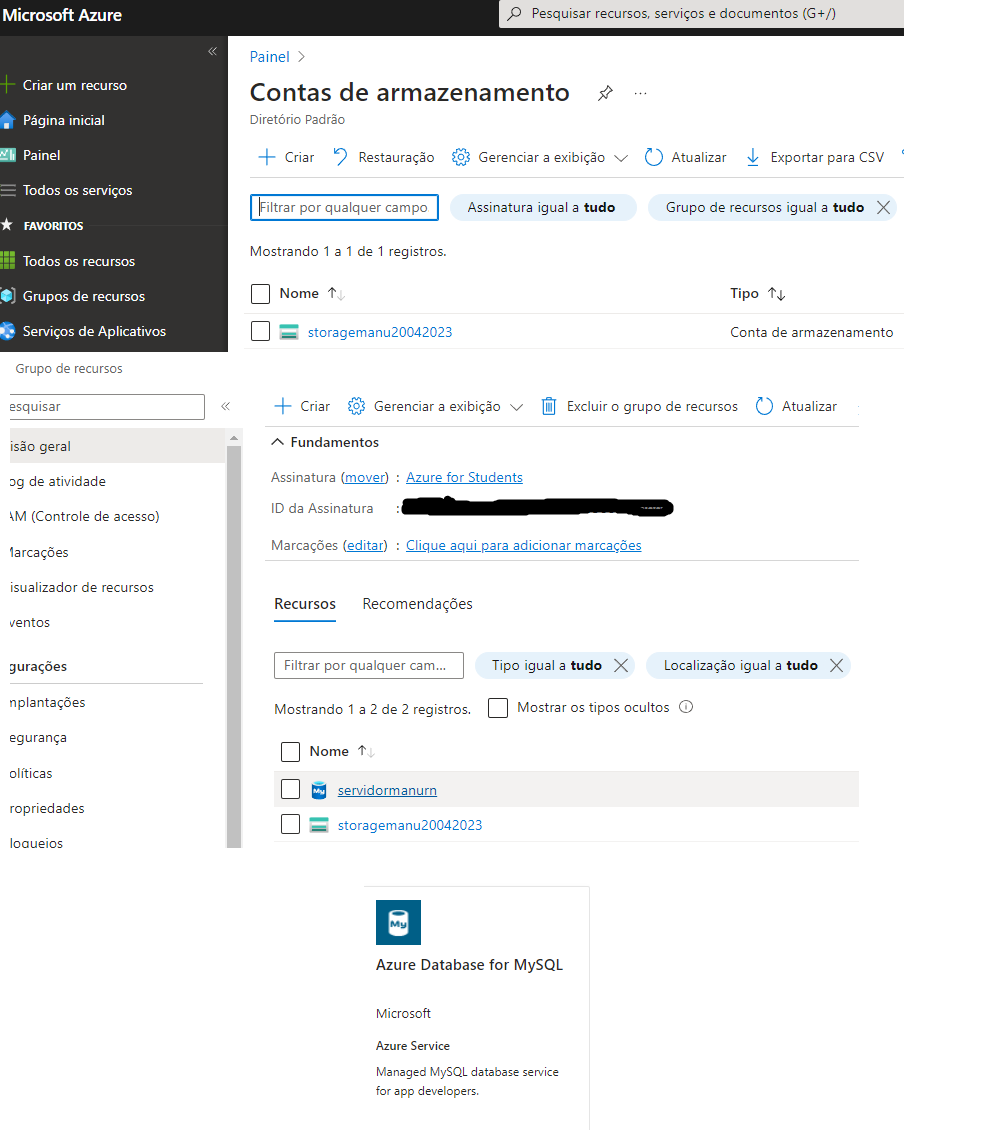 Microsoft Azure
Pesquisar recursos, serviços e documentos (G+/)
«
Criar um recurso
Página inicial
Painel
Todos os serviços
FAVORITOS
Todos os recursos
Grupos de recursos
Serviços de Aplicativos
Painel >
Contas de armazenamento
...
Diretório Padrão
Criar Restauração Gerenciar a exibição Atualizar Exportar para CSV
Filtrar por qualquer campo Assinatura igual a tudo Grupo de recursos igual a tudo
Mostrando 1 a 1 de 1 registros.
Nome ↑↓ Tipo ↑↓
storagemanu20042023 Conta de armazenamento
Grupo de recursos
esquisar «
isão geral
og de atividade
AM (Controle de acesso)
Marcações
isualizador de recursos
ventos
gurações
mplantações
egurança
olíticas
ropriedades
loqueios
Criar Gerenciar a exibição Excluir o grupo de recursos Atualizar
Fundamentos
Assinatura (mover) : Azure for Students
ID da Assinatura :
Marcações (editar) : Clique aqui para adicionar marcações
Recursos Recomendações
Filtrar por qualquer cam... Tipo igual a tudo Localização igual a tudo
Mostrando 1 a 2 de 2 registros. Mostrar os tipos ocultos
Nome ↑↓
My servidormanurn
storagemanu20042023
My
Azure Database for MySQL
Microsoft
Azure Service
Managed MySQL database service
for app developers.